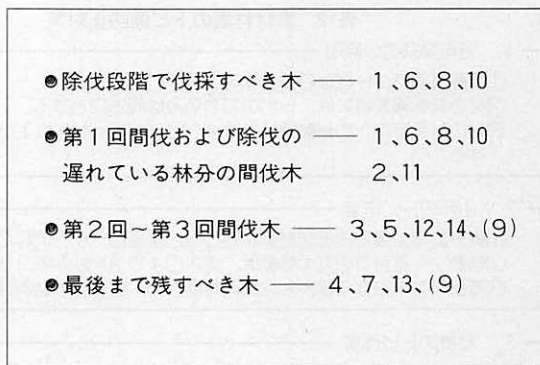 ●除伐段階で伐採すべき木 ── 1、6、8、10
●第1回間伐および除伐の ── 1、6、8、10
遅れている林分の間伐木 2、11
●第2回~第3回間伐木 ── 3、5、12、14、(9)
●最後まで残すべき木 ── 4、7、13、(9)